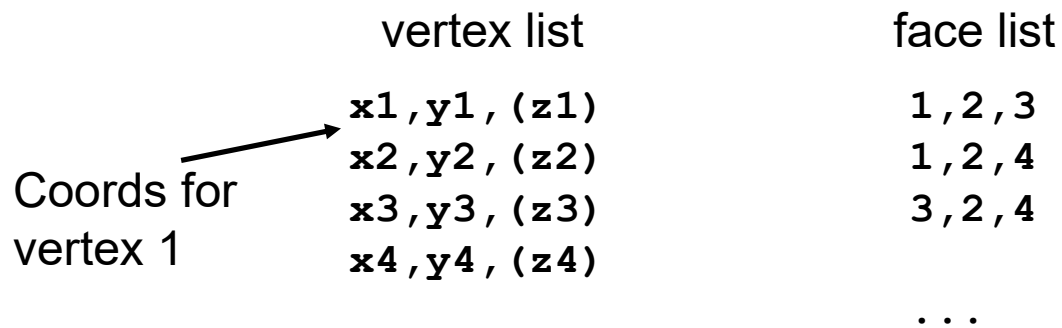 vertex list
x1,y1,(z1)
x2,y2,(z2)
x3,y3,(z3)
x4,y4,(z4)
Coords for
vertex 1
face list
1,2,3
1,2,4
3,2,4
...